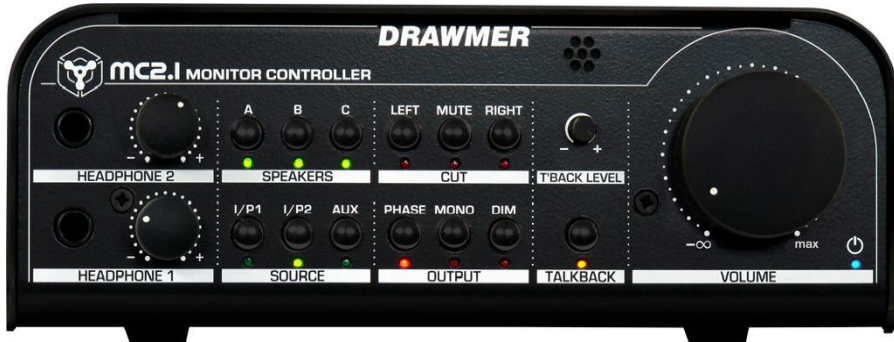 DRAWMER
MC2.1 MONITOR CONTROLLER
A B C
LEFT MUTE RIGHT
- +
- +
HEADPHONE 2
SPEAKERS
CUT
T'BACK LEVEL
I/P1 I/P2 AUX
PHASE MONO DIM
- +
-∞ max
HEADPHONE 1
SOURCE
OUTPUT
TALKBACK
VOLUME